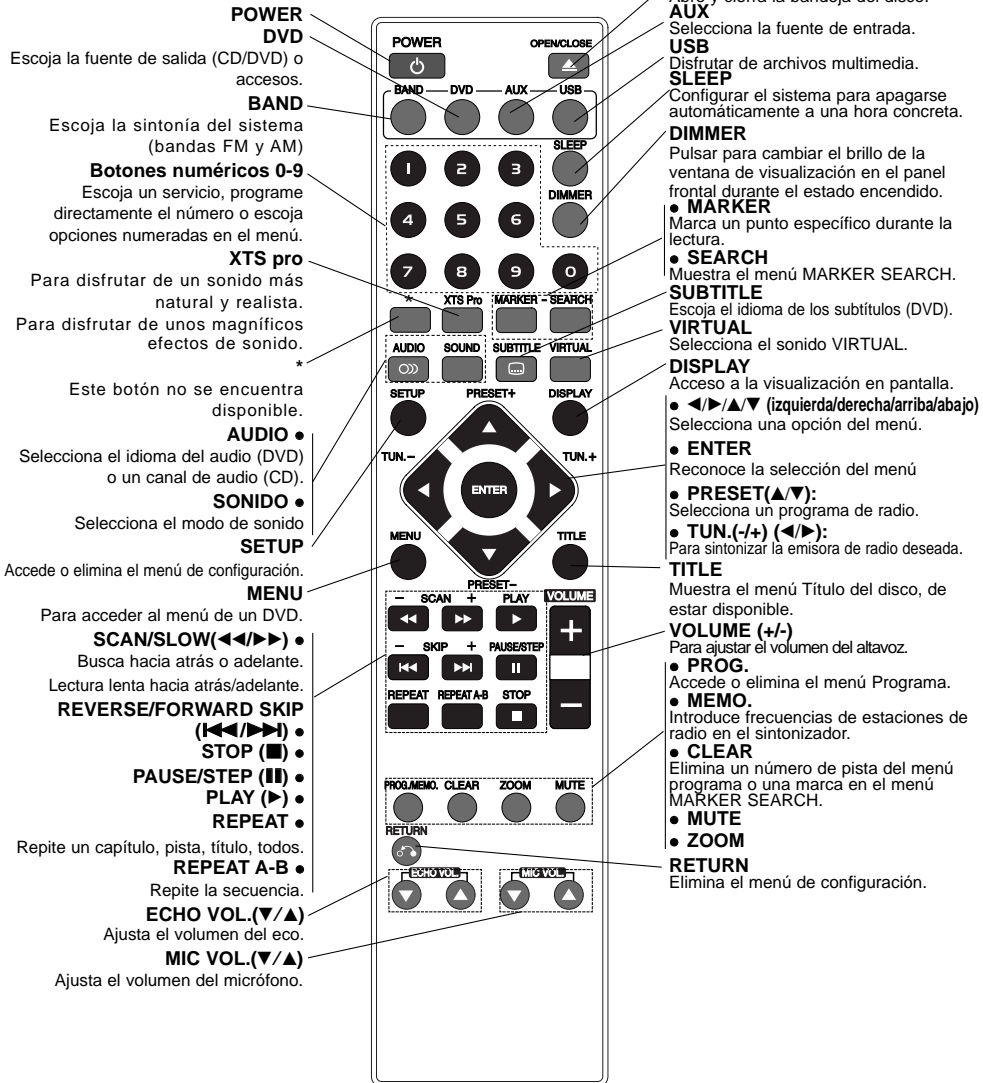 POWER
DVD
Escoja la fuente de salida (CD/DVD) o
accesos.
BAND
Escoja la sintonía del sistema
(bandas FM y AM)
Botones numéricos 0-9
Escoja un servicio, programe
directamente el número o escoja
opciones numeradas en el menú.
XTS pro
Para disfrutar de un sonido más
natural y realista.
Para disfrutar de unos magníficos
efectos de sonido.
*
Este botón no se encuentra
disponible.
AUDIO ●
Selecciona el idioma del audio (DVD)
o un canal de audio (CD).
SONIDO ●
Selecciona el modo de sonido
SETUP
Accede o elimina el menú de configuración.
MENU
Para acceder al menú de un DVD.
SCAN/SLOW(◀◀/▶▶) ●
Busca hacia atrás o adelante.
Lectura lenta hacia atrás/adelante.
REVERSE/FORWARD SKIP
(I◀◀/▶▶I) ●
STOP (■) ●
PAUSE/STEP (II) ●
PLAY (▶) ●
REPEAT ●
Repite un capítulo, pista, título, todos.
REPEAT A-B ●
Repite la secuencia.
ECHO VOL.(▼/▲)
Ajusta el volumen del eco.
MIC VOL.(▼/▲)
Ajusta el volumen del micrófono.
POWER OPEN/CLOSE
BAND DVD AUX USB
SLEEP
1 2 3
DIMMER
4 5 6
7 8 9 0
* XTS Pro MARKER - SEARCH
AUDIO SOUND SUBTITLE VIRTUAL
SETUP PRESET+ DISPLAY
TUN.- TUN.+
ENTER
MENU TITLE
PRESET-
- SCAN + PLAY VOLUME
+
- SKIP + PAUSE/STEP
REPEAT REPEAT A-B STOP
-
PROG./MEMO. CLEAR ZOOM MUTE
RETURN
ECHO VOL. MIC VOL.
Abre y cierra la bandeja del disco.
AUX
Selecciona la fuente de entrada.
USB
Disfrutar de archivos multimedia.
SLEEP
Configurar el sistema para apagarse
automáticamente a una hora concreta.
DIMMER
Pulsar para cambiar el brillo de la
ventana de visualización en el panel
frontal durante el estado encendido.
● MARKER
Marca un punto específico durante la
lectura.
● SEARCH
Muestra el menú MARKER SEARCH.
SUBTITLE
Escoja el idioma de los subtítulos (DVD).
VIRTUAL
Selecciona el sonido VIRTUAL.
DISPLAY
Acceso a la visualización en pantalla.
● ◀/▶/▲/▼ (izquierda/derecha/arriba/abajo)
Selecciona una opción del menú.
● ENTER
Reconoce la selección del menú
● PRESET(▲/▼):
Selecciona un programa de radio.
● TUN.(-/+) (◀/▶):
Para sintonizar la emisora de radio deseada.
TITLE
Muestra el menú Título del disco, de
estar disponible.
VOLUME (+/-)
Para ajustar el volumen del altavoz.
● PROG.
Accede o elimina el menú Programa.
● MEMO.
Introduce frecuencias de estaciones de
radio en el sintonizador.
● CLEAR
Elimina un número de pista del menú
programa o una marca en el menú
MARKER SEARCH.
● MUTE
● ZOOM
RETURN
Elimina el menú de configuración.